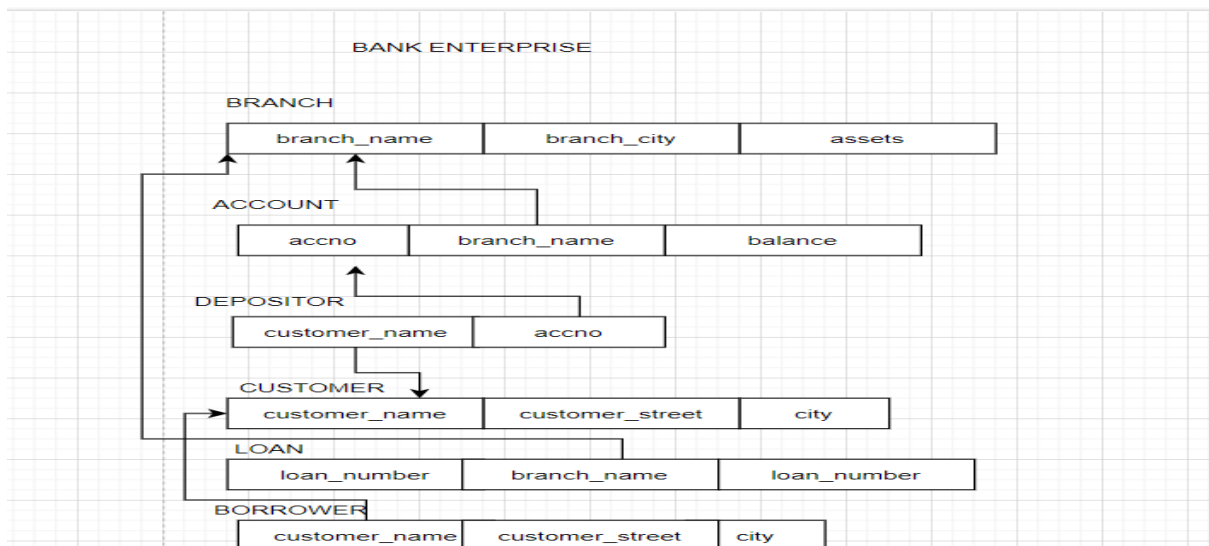 BANK ENTERPRISE
BRANCH
branch_name branch_city assets
ACCOUNT
accno branch_name balance
DEPOSITOR
customer_name accno
CUSTOMER
customer_name customer_street city
LOAN
loan_number branch_name loan_number
BORROWER
customer_name customer_street city